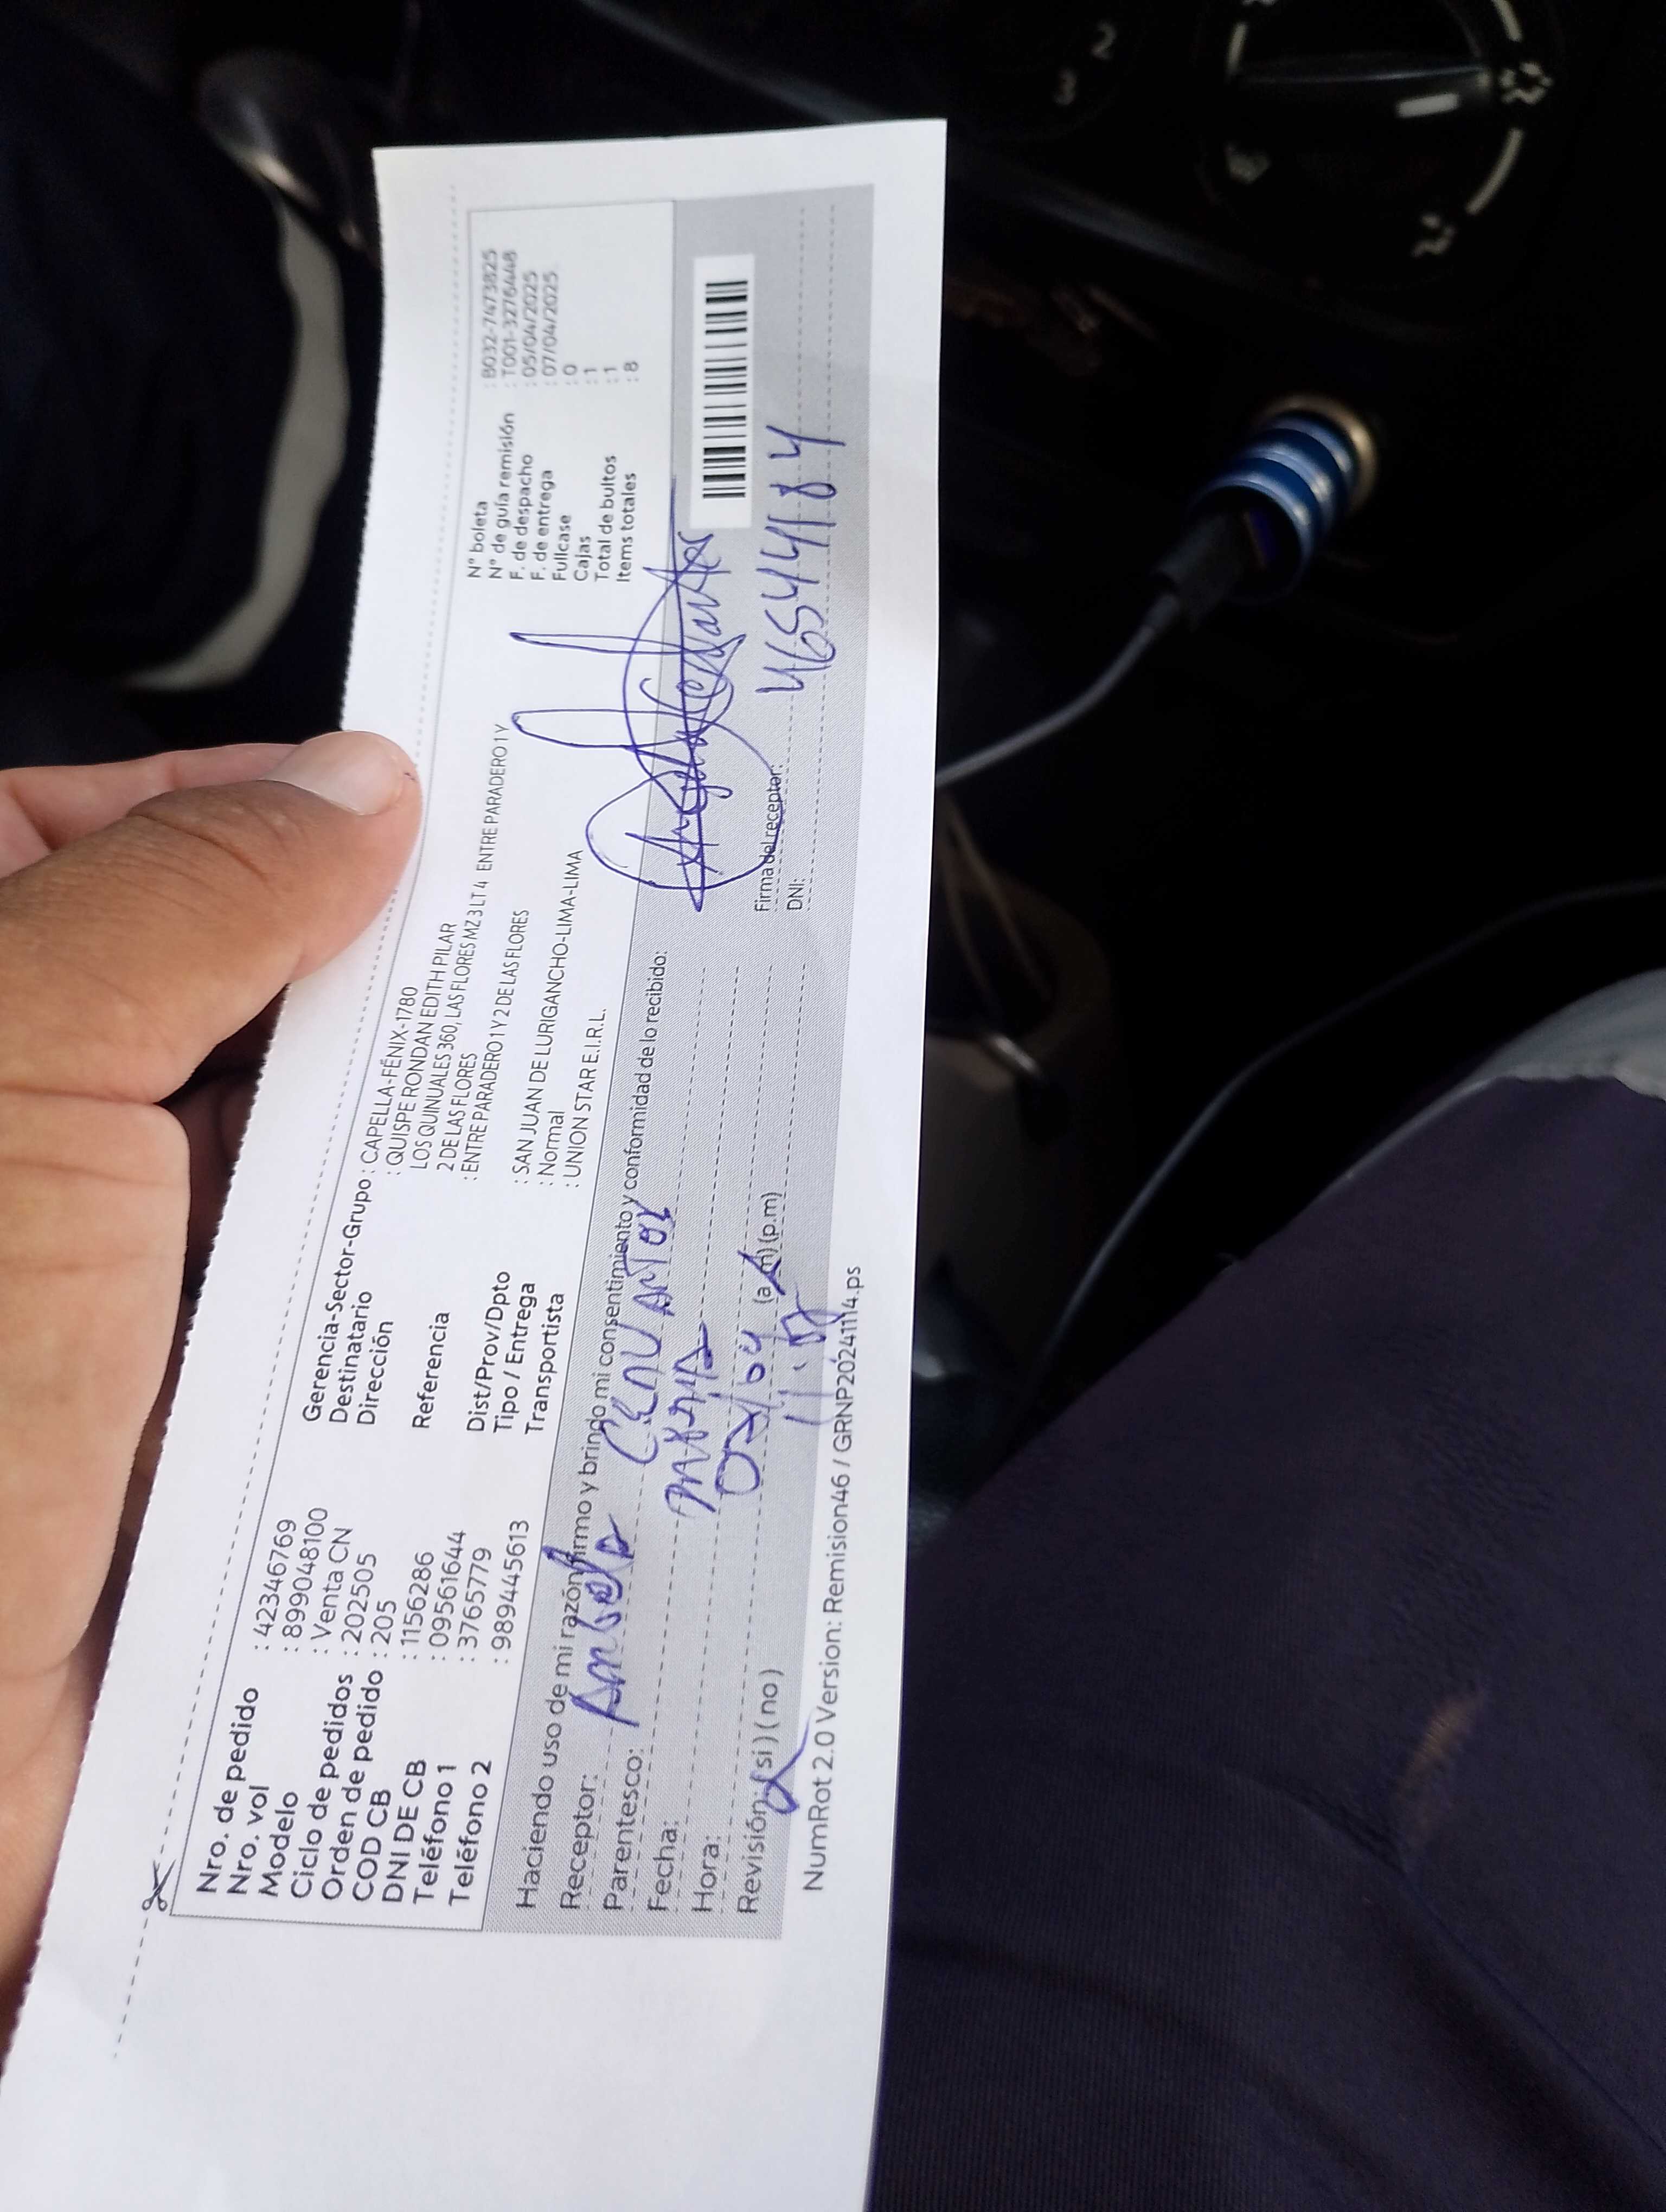 Nro. de pedido : 42346769
Nro. vol : 8990048100
Modelo : Venta CN
Ciclo de pedidos : 202505
Orden de pedido : 205
COD CB : 1156286
DNI DE CB : 09561644
Teléfono 1 : 3765779
Teléfono 2 : 989445613
Gerencia-Sector-Grupo : CAPELLA-FÉNIX-1780
Destinatario : QUISPE RONDAN EDITH PILAR
Dirección LOS QUINUALES 360, LAS FLORES MZ 3 LT 4 ENTRE PARADERO 1 Y
2 DE LAS FLORES
Referencia : ENTRE PARADERO 1 Y 2 DE LAS FLORES
Dist/Prov/Dpto : SAN JUAN DE LURIGANCHO-LIMA-LIMA
Tipo / Entrega : Normal
Transportista : UNION STAR E.I.R.L.
N° boleta : B032-7473825
N° de guía remisión : T001-3276448
F. de despacho : 05/04/2025
F. de entrega : 07/04/2025
Fullcase : 0
Cajas : 1
Total de bultos : 1
Items totales : 8
Haciendo uso de mi razón firmo y brindo mi consentimiento y conformidad de lo recibido:
Receptor: Angela
Parentesco:
Fecha: 07/04
Hora: (a.m) (p.m)
Revisión: (si) (no)
Firma del receptor:
DNI: 46544184
NumRot 2.0 Version: Remision46 / GRNP20241114.ps
2
3